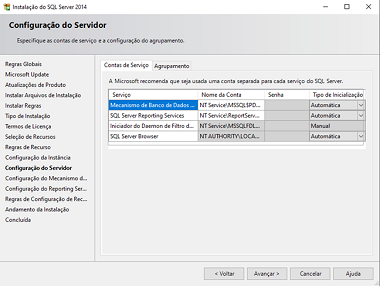 Instalação do SQL Server 2014
Configuração do Servidor
Especifique as contas de serviço e a configuração do agrupamento.
Regras Globais
Microsoft Update
Atualizações de Produto
Instalar Arquivos de Instalação
Instalar Regras
Tipo de Instalação
Termos de Licença
Seleção de Recursos
Regras de Recurso
Configuração da Instância
Configuração do Servidor
Configuração do Mecanismo d...
Configuração do Reporting Ser...
Regras de Configuração de Rec...
Andamento da Instalação
Concluída
Contas de Serviço Agrupamento
A Microsoft recomenda que seja usada uma conta separada para cada serviço do SQL Server.
Serviço Nome da Conta Senha Tipo de Inicialização
Mecanismo de Banco de Dados ... NT Service\MSSQL$PD... Automática
SQL Server Reporting Services NT Service\ReportServ... Automática
Iniciador do Daemon de Filtro d... NT Service\MSSQLFDL... Manual
SQL Server Browser NT AUTHORITY\LOCA... Automática
< Voltar Avançar > Cancelar Ajuda